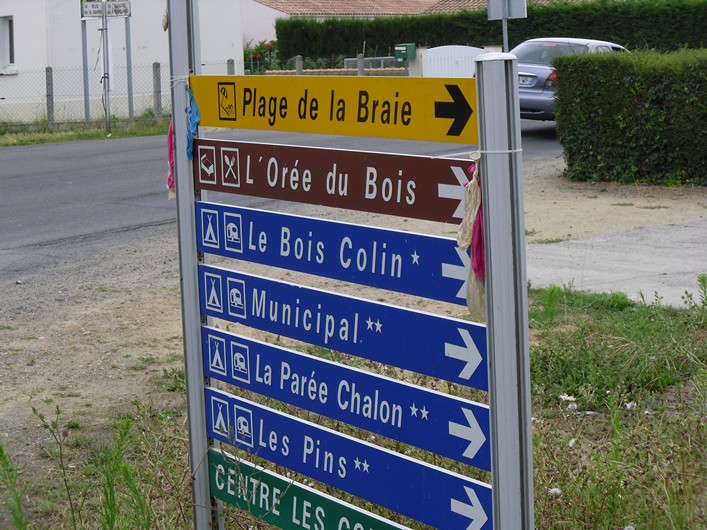 Plage de la Braie
L'Orée du Bois
Le Bois Colin*
Municipal**
La Parée Chalon**
Les Pins**
CENTRE LES